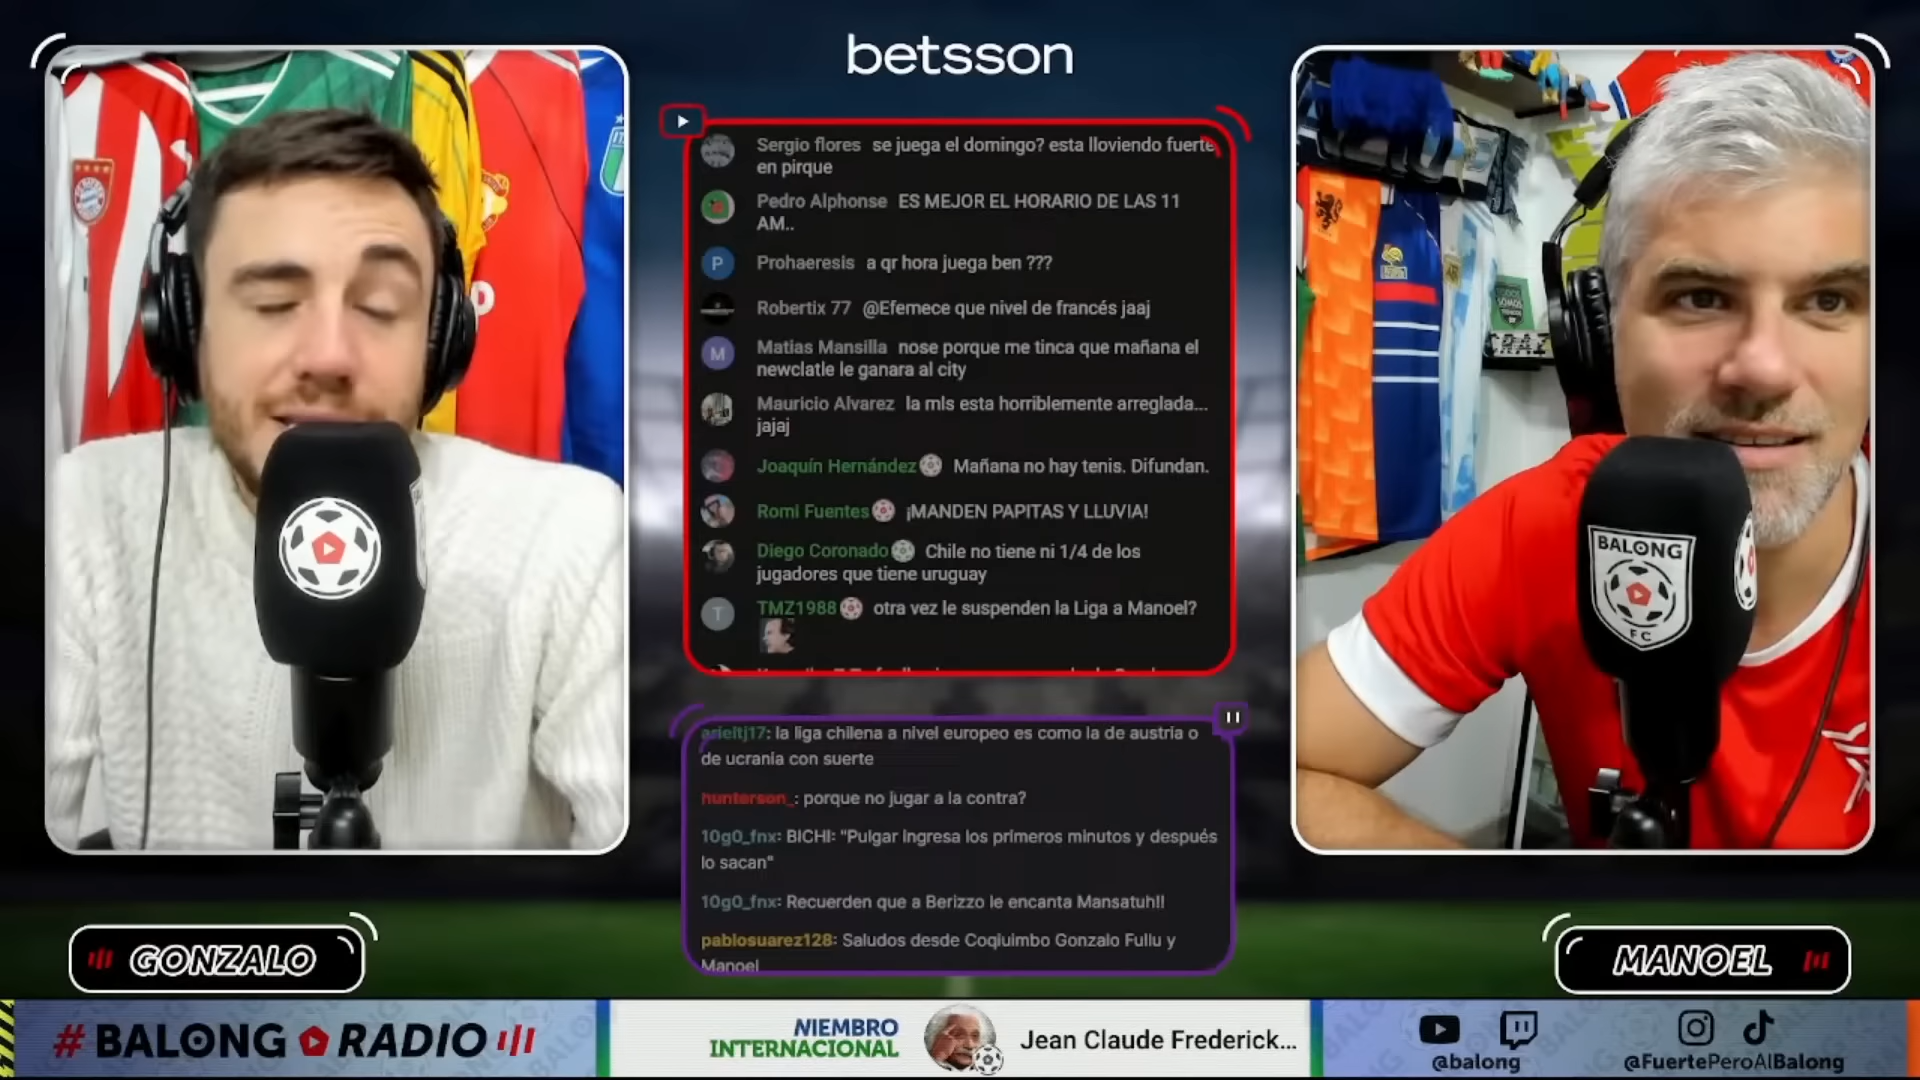 betsson
Sergio flores se juega el domingo? esta lloviendo fuerte
en pirque
Pedro Alphonse ES MEJOR EL HORARIO DE LAS 11
AM..
P Prohaeresis a qr hora juega ben ???
Robertix 77 @Efemece que nivel de francés jaaj
M Matias Mansilla nose porque me tinca que mañana el
newclatle le ganara al city
Mauricio Alvarez la mls esta horriblemente arreglada...
jajaj
Joaquín Hernández Mañana no hay tenis. Difundan.
Romi Fuentes ¡MANDEN PAPITAS Y LLUVIA!
Diego Coronado Chile no tiene ni 1/4 de los
jugadores que tiene uruguay
T TMZ1988 otra vez le suspenden la Liga a Manoel?
arieltj17: la liga chilena a nivel europeo es como la de austria o
de ucrania con suerte
hunterson_: porque no jugar a la contra?
10g0_fnx: BICHI: "Pulgar ingresa los primeros minutos y después
lo sacan"
10g0_fnx: Recuerden que a Berizzo le encanta Mansatuh!!
pablosuarez128: Saludos desde Coqiuimbo Gonzalo Fullu y
Manoel
BALONG
FC
GONZALO
MANOEL
# BALONG RADIO
NIEMBRO
INTERNACIONAL
Jean Claude Frederick...
@balong
@FuertePeroAlBalong